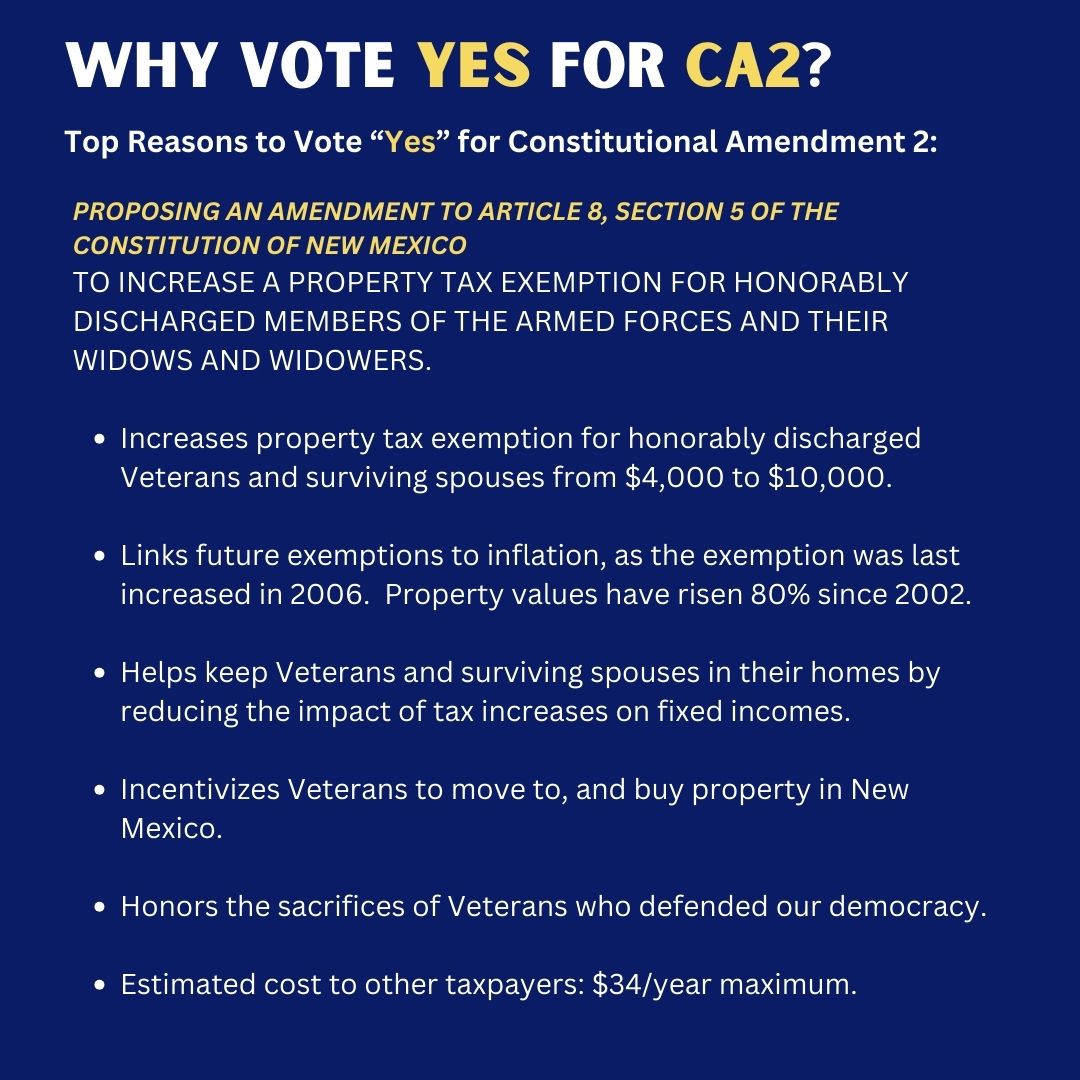 WHY VOTE YES FOR CA2?
Top Reasons to Vote “Yes” for Constitutional Amendment 2:
PROPOSING AN AMENDMENT TO ARTICLE 8, SECTION 5 OF THE
CONSTITUTION OF NEW MEXICO
TO INCREASE A PROPERTY TAX EXEMPTION FOR HONORABLY
DISCHARGED MEMBERS OF THE ARMED FORCES AND THEIR
WIDOWS AND WIDOWERS.
• Increases property tax exemption for honorably discharged
Veterans and surviving spouses from $4,000 to $10,000.
• Links future exemptions to inflation, as the exemption was last
increased in 2006.  Property values have risen 80% since 2002.
• Helps keep Veterans and surviving spouses in their homes by
reducing the impact of tax increases on fixed incomes.
• Incentivizes Veterans to move to, and buy property in New
Mexico.
• Honors the sacrifices of Veterans who defended our democracy.
• Estimated cost to other taxpayers: $34/year maximum.